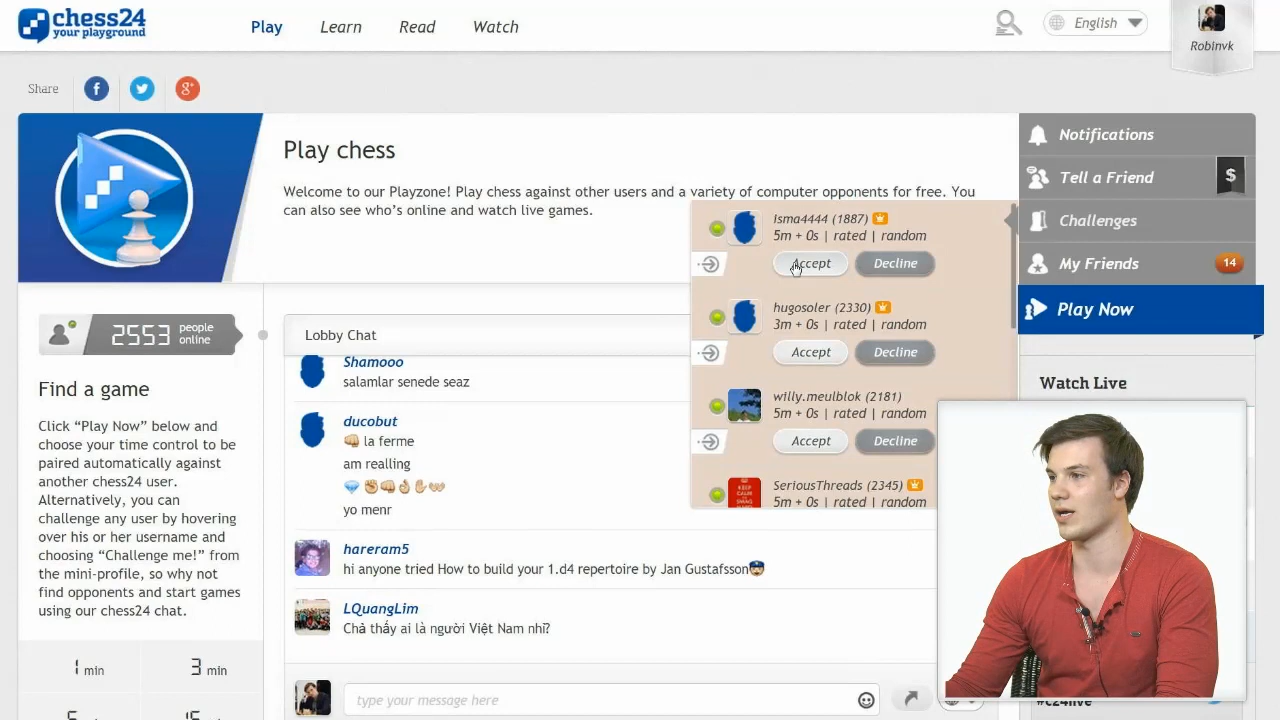 chess24
your playground
Play
Learn
Read
Watch
English
Robinvk
Share
f
g+
Play chess
Welcome to our Playzone! Play chess against other users and a variety of computer opponents for free. You
can also see who's online and watch live games.
Notifications
Tell a Friend
$
Challenges
My Friends
14
Play Now
Watch Live
Isma4444 (1887)
5m + 0s | rated | random
Accept
Decline
hugosoler (2330)
3m + 0s | rated | random
Accept
Decline
willy.meulblok (2181)
5m + 0s | rated | random
Accept
Decline
SeriousThreads (2345)
5m + 0s | rated | random
2553 people online
Find a game
Click "Play Now" below and
choose your time control to be
paired automatically against
another chess24 user.
Alternatively, you can
challenge any user by hovering
over his or her username and
choosing "Challenge me!" from
the mini-profile, so why not
find opponents and start games
using our chess24 chat.
1 min
3 min
Lobby Chat
Shamooo
salamlar senede seaz
ducobut
👊 la ferme
am realling
yo menr
hareram5
hi anyone tried How to build your 1.d4 repertoire by Jan Gustafsson
LQuangLim
Chả thấy ai là người Việt Nam nhỉ?
type your message here
#c24live